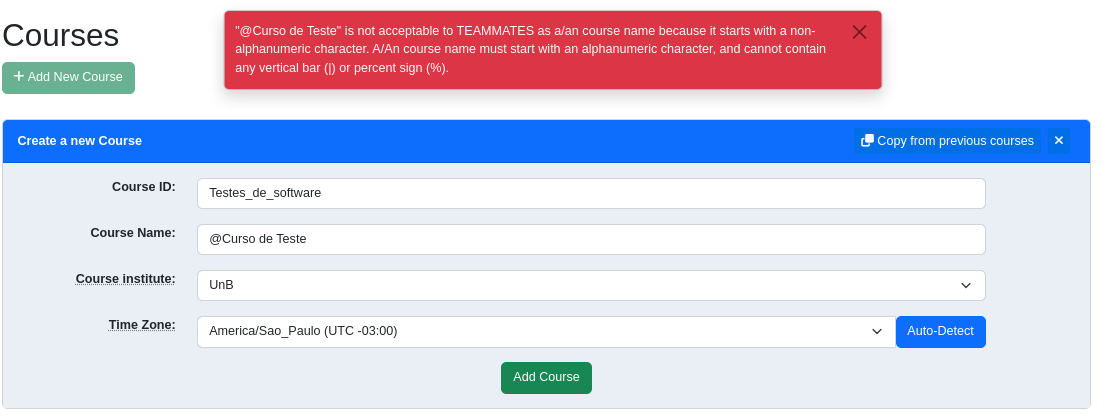 Courses
+ Add New Course
"@Curso de Teste" is not acceptable to TEAMMATES as a/an course name because it starts with a non-
alphanumeric character. A/An course name must start with an alphanumeric character, and cannot contain
any vertical bar (|) or percent sign (%).
Create a new Course
Copy from previous courses
Course ID:
Testes_de_software
Course Name:
@Curso de Teste
Course institute:
UnB
Time Zone:
America/Sao_Paulo (UTC -03:00)
Auto-Detect
Add Course